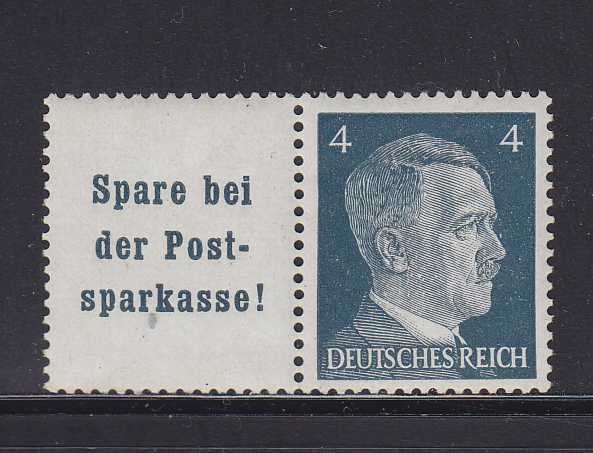 Spare bei
der Post-
sparkasse!
4 4
DEUTSCHES REICH